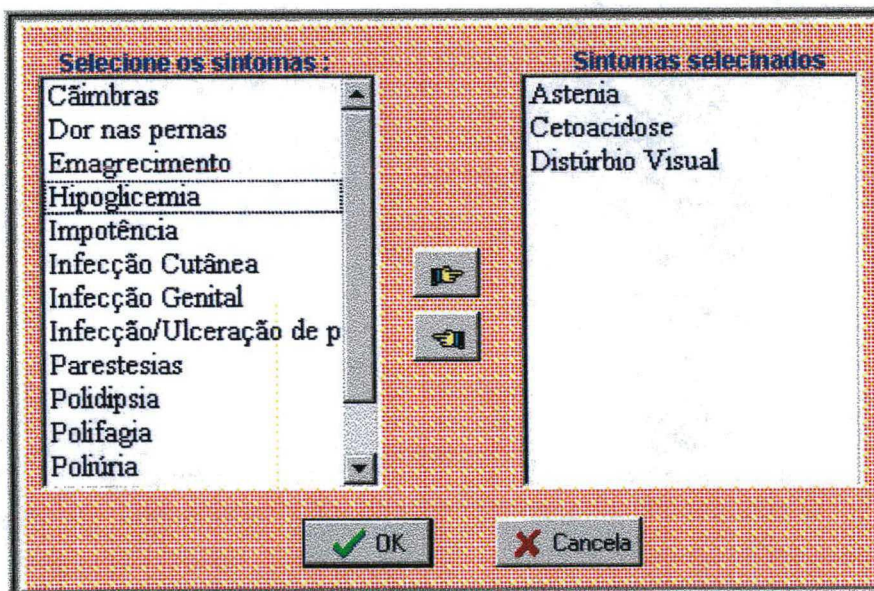 Selecione os sintomas :
Cãimbras
Dor nas pernas
Emagrecimento
Hipoglicemia
Impotência
Infecção Cutânea
Infecção Genital
Infecção/Ulceração de p
Parestesias
Polidipsia
Polifagia
Poliúria
Sintomas selecinados
Astenia
Cetoacidose
Distúrbio Visual
OK
Cancela